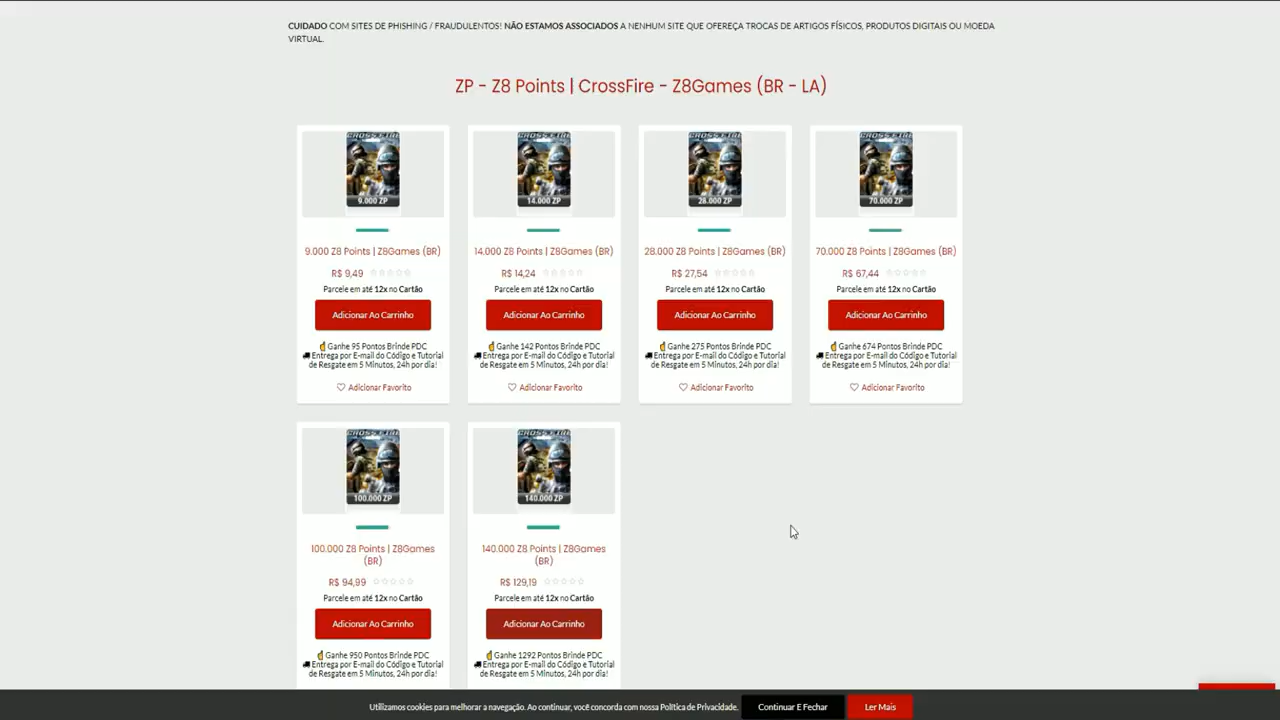 CUIDADO COM SITES DE PHISHING / FRAUDULENTOS! NÃO ESTAMOS ASSOCIADOS A NENHUM SITE QUE OFEREÇA TROCAS DE ARTIGOS FÍSICOS, PRODUTOS DIGITAIS OU MOEDA
VIRTUAL.
ZP - Z8 Points | CrossFire - Z8Games (BR - LA)
CROSS FIRE
9.000 ZP
9.000 Z8 Points | Z8Games (BR)
R$ 9,49
Parcele em até 12x no Cartão
Adicionar Ao Carrinho
Ganhe 95 Pontos Brinde PDC
Entrega por E-mail do Código e Tutorial
de Resgate em 5 Minutos, 24h por dia!
Adicionar Favorito
CROSS FIRE
14.000 ZP
14.000 Z8 Points | Z8Games (BR)
R$ 14,24
Parcele em até 12x no Cartão
Adicionar Ao Carrinho
Ganhe 142 Pontos Brinde PDC
Entrega por E-mail do Código e Tutorial
de Resgate em 5 Minutos, 24h por dia!
Adicionar Favorito
CROSS FIRE
28.000 ZP
28.000 Z8 Points | Z8Games (BR)
R$ 27,54
Parcele em até 12x no Cartão
Adicionar Ao Carrinho
Ganhe 275 Pontos Brinde PDC
Entrega por E-mail do Código e Tutorial
de Resgate em 5 Minutos, 24h por dia!
Adicionar Favorito
CROSS FIRE
70.000 ZP
70.000 Z8 Points | Z8Games (BR)
R$ 67,44
Parcele em até 12x no Cartão
Adicionar Ao Carrinho
Ganhe 674 Pontos Brinde PDC
Entrega por E-mail do Código e Tutorial
de Resgate em 5 Minutos, 24h por dia!
Adicionar Favorito
CROSS FIRE
100.000 ZP
100.000 Z8 Points | Z8Games
(BR)
R$ 94,99
Parcele em até 12x no Cartão
Adicionar Ao Carrinho
Ganhe 950 Pontos Brinde PDC
Entrega por E-mail do Código e Tutorial
de Resgate em 5 Minutos, 24h por dia!
CROSS FIRE
140.000 ZP
140.000 Z8 Points | Z8Games
(BR)
R$ 129,19
Parcele em até 12x no Cartão
Adicionar Ao Carrinho
Ganhe 1292 Pontos Brinde PDC
Entrega por E-mail do Código e Tutorial
de Resgate em 5 Minutos, 24h por dia!
Utilizamos cookies para melhorar a navegação. Ao continuar, você concorda com nossa Política de Privacidade.
Continuar E Fechar
Ler Mais